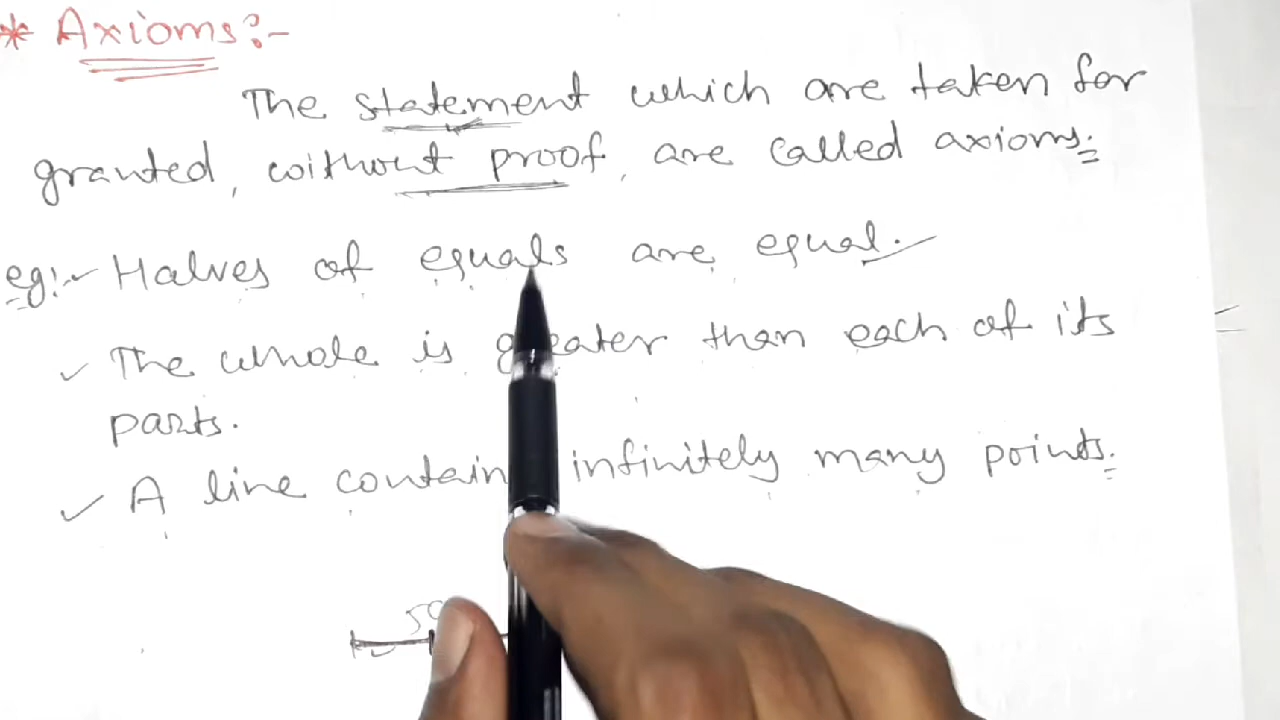 * Axioms:-
The statement which are taken for
granted, without proof, are called axioms.
eg:- Halves of equals are equal.
✓ The whole is greater than each of its
parts.
✓ A line contain infinitely many points.